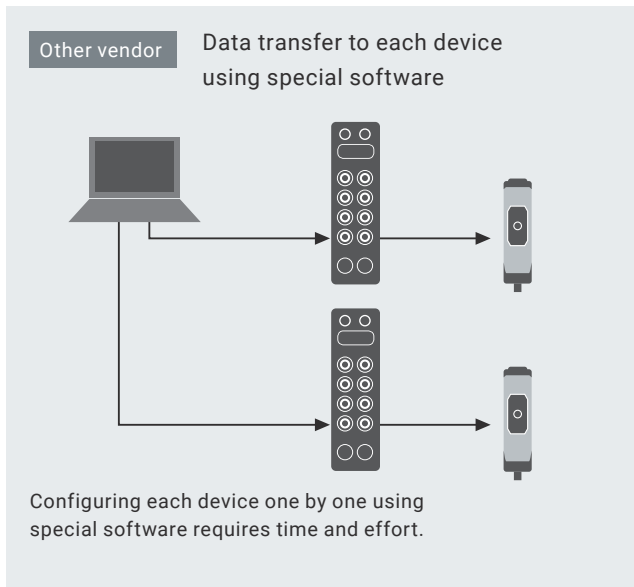 Other vendor
Data transfer to each device
using special software
Configuring each device one by one using
special software requires time and effort.